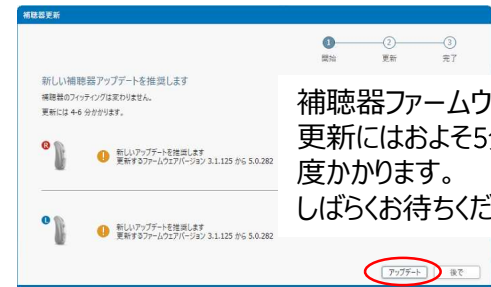 補聴器更新
1 2 3
開始 更新 完了
新しい補聴器アップデートを推奨します
補聴器のフィッティングは変わりません。
更新には 4-6 分かかります。
補聴器ファームウ
更新にはおよそ5分
度かかります。
しばらくお待ちくだ
R
新しいアップデートを推奨します
更新するファームウェアバージョン 3.1.125 から 5.0.282
L
新しいアップデートを推奨します
更新するファームウェアバージョン 3.1.125 から 5.0.282
アップデート 後で